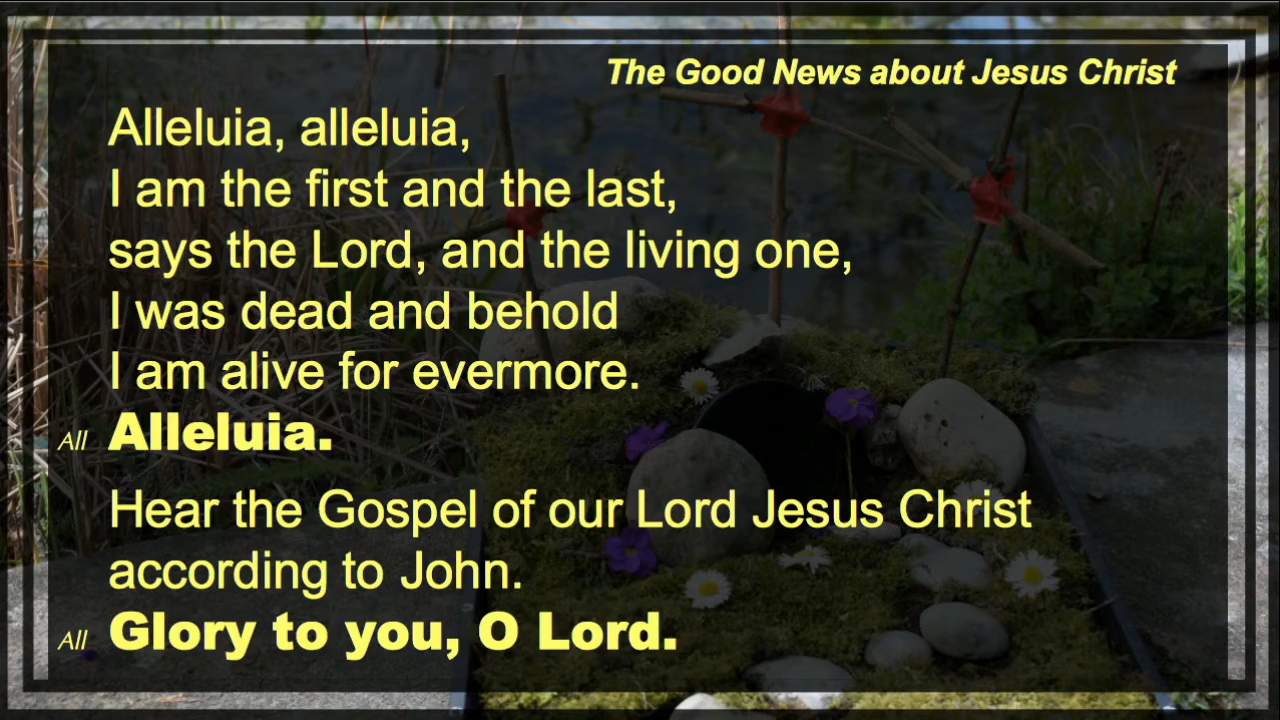 The Good News about Jesus Christ
Alleluia, alleluia,
I am the first and the last,
says the Lord, and the living one,
I was dead and behold
I am alive for evermore.
All Alleluia.
Hear the Gospel of our Lord Jesus Christ
according to John.
All Glory to you, O Lord.